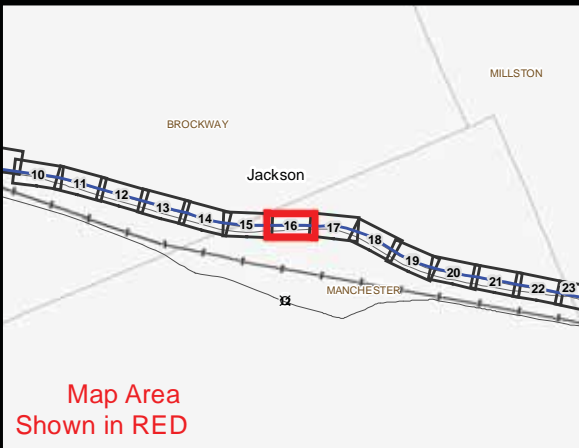 MILLSTON
BROCKWAY
Jackson
10
11
12
13
14
15
16
17
18
19
20
21
22
23
MANCHESTER
Map Area
Shown in RED